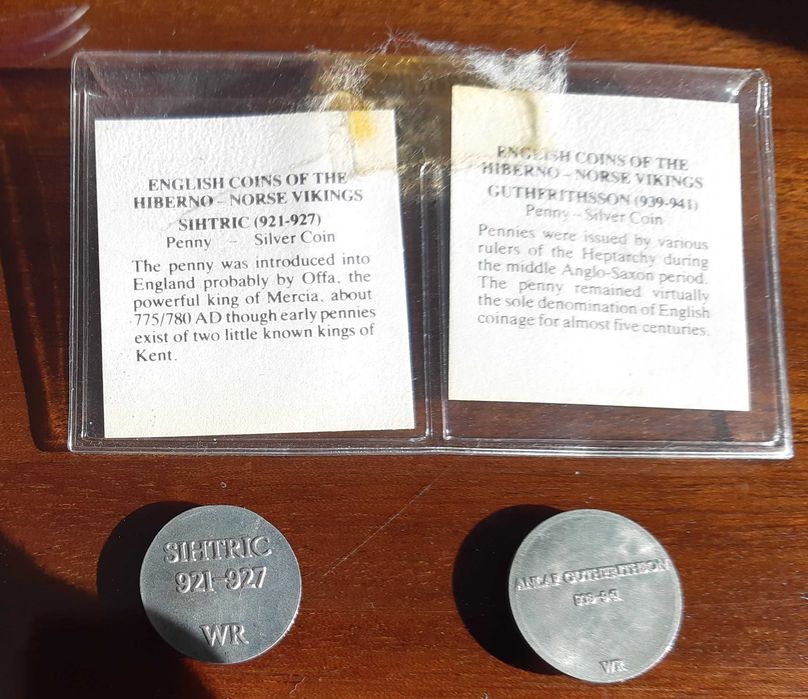 ENGLISH COINS OF THE
HIBERNO – NORSE VIKINGS
SIHTRIC (921-927)
Penny – Silver Coin
The penny was introduced into
England probably by Offa, the
powerful king of Mercia, about
775/780 AD though early pennies
exist of two little known kings of
Kent.
ENGLISH COINS OF THE
HIBERNO – NORSE VIKINGS
GUTHFRITHSSON (939-941)
Penny – Silver Coin
Pennies were issued by various
rulers of the Heptarchy during
the middle Anglo-Saxon period.
The penny remained virtually
the sole denomination of English
coinage for almost five centuries.
SIHTRIC
921-927
WR
ANLAF GUTHFRITHSSON
WR